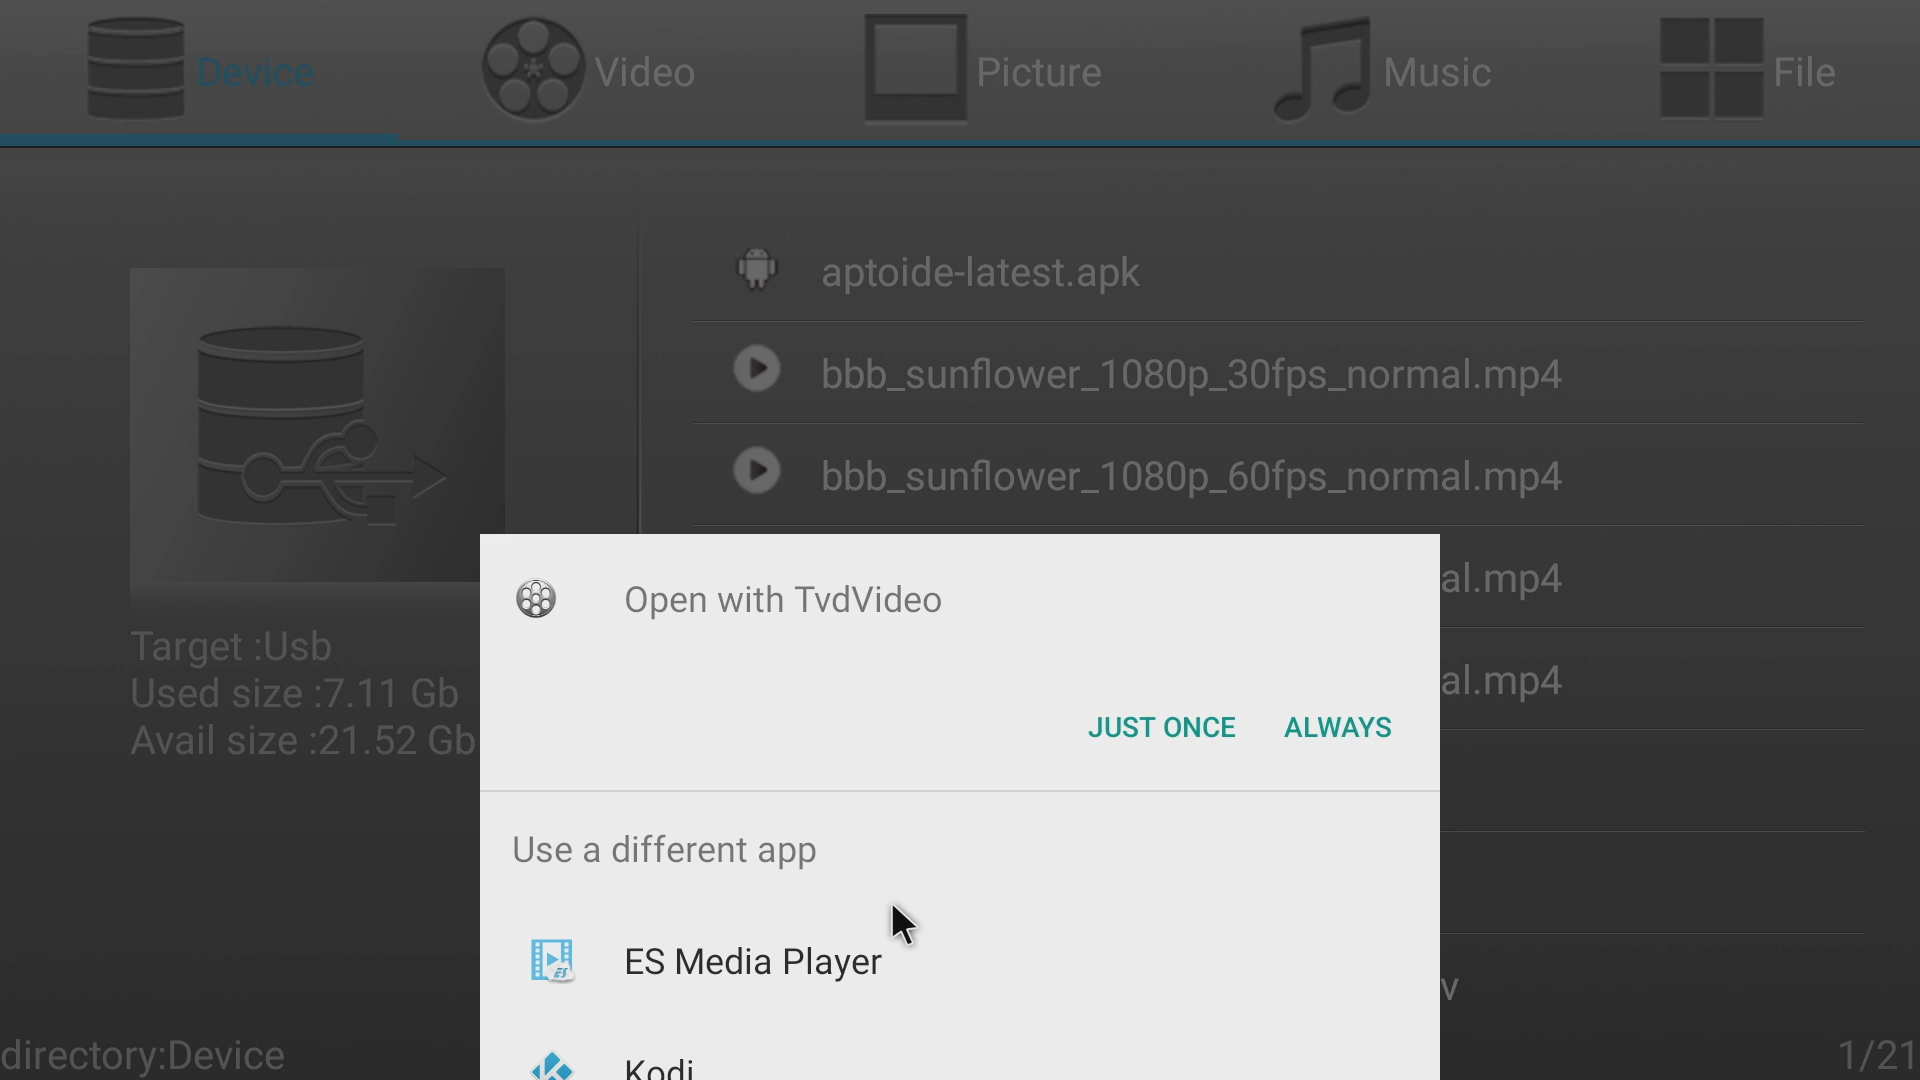 Device
Video
Picture
Music
File
aptoide-latest.apk
bbb_sunflower_1080p_30fps_normal.mp4
bbb_sunflower_1080p_60fps_normal.mp4
al.mp4
al.mp4
v
Target :Usb
Used size :7.11 Gb
Avail size :21.52 Gb
Open with TvdVideo
JUST ONCE
ALWAYS
Use a different app
ES Media Player
Kodi
directory:Device
1/21